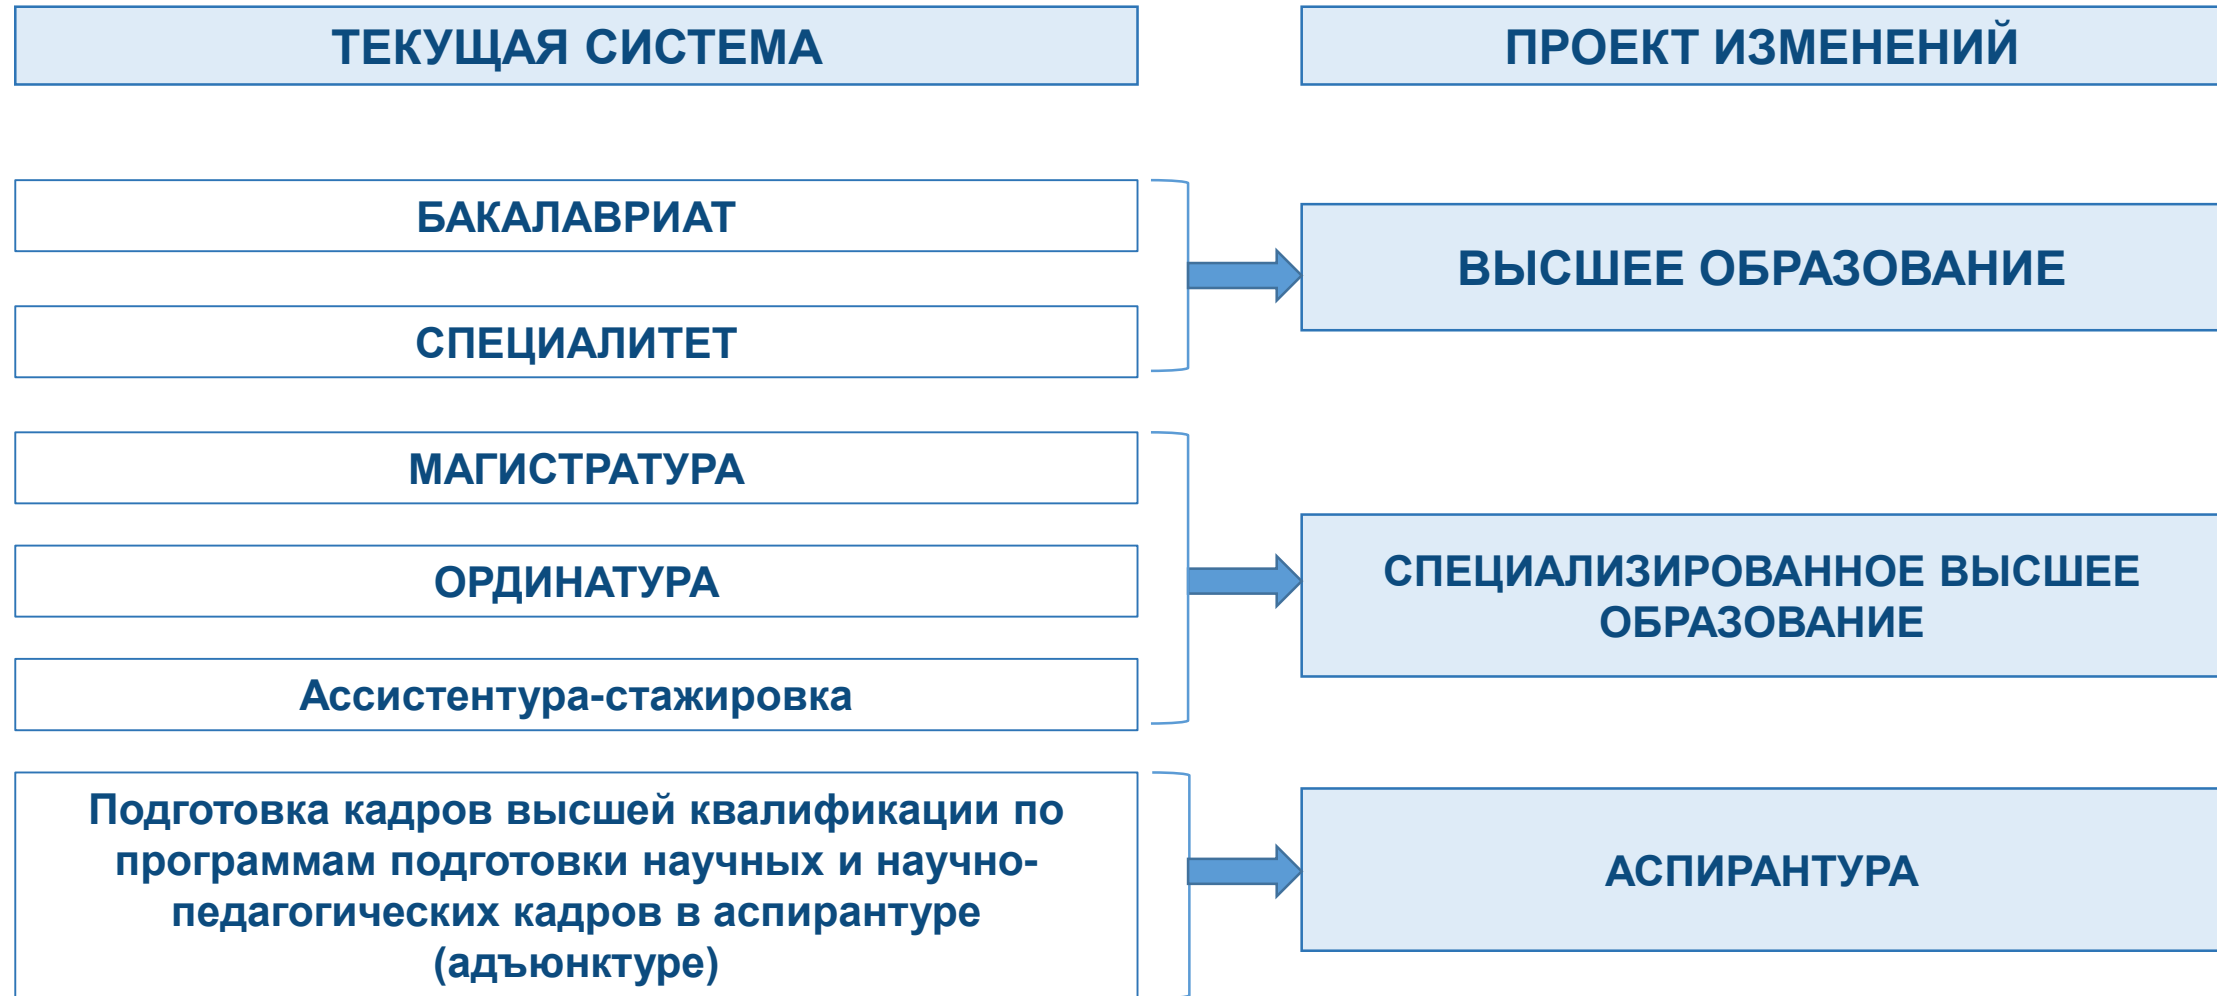 ТЕКУЩАЯ СИСТЕМА
ПРОЕКТ ИЗМЕНЕНИЙ
БАКАЛАВРИАТ
СПЕЦИАЛИТЕТ
ВЫСШЕЕ ОБРАЗОВАНИЕ
МАГИСТРАТУРА
ОРДИНАТУРА
Ассистентура-стажировка
СПЕЦИАЛИЗИРОВАННОЕ ВЫСШЕЕ
ОБРАЗОВАНИЕ
Подготовка кадров высшей квалификации по
программам подготовки научных и научно-
педагогических кадров в аспирантуре
(адъюнктуре)
АСПИРАНТУРА